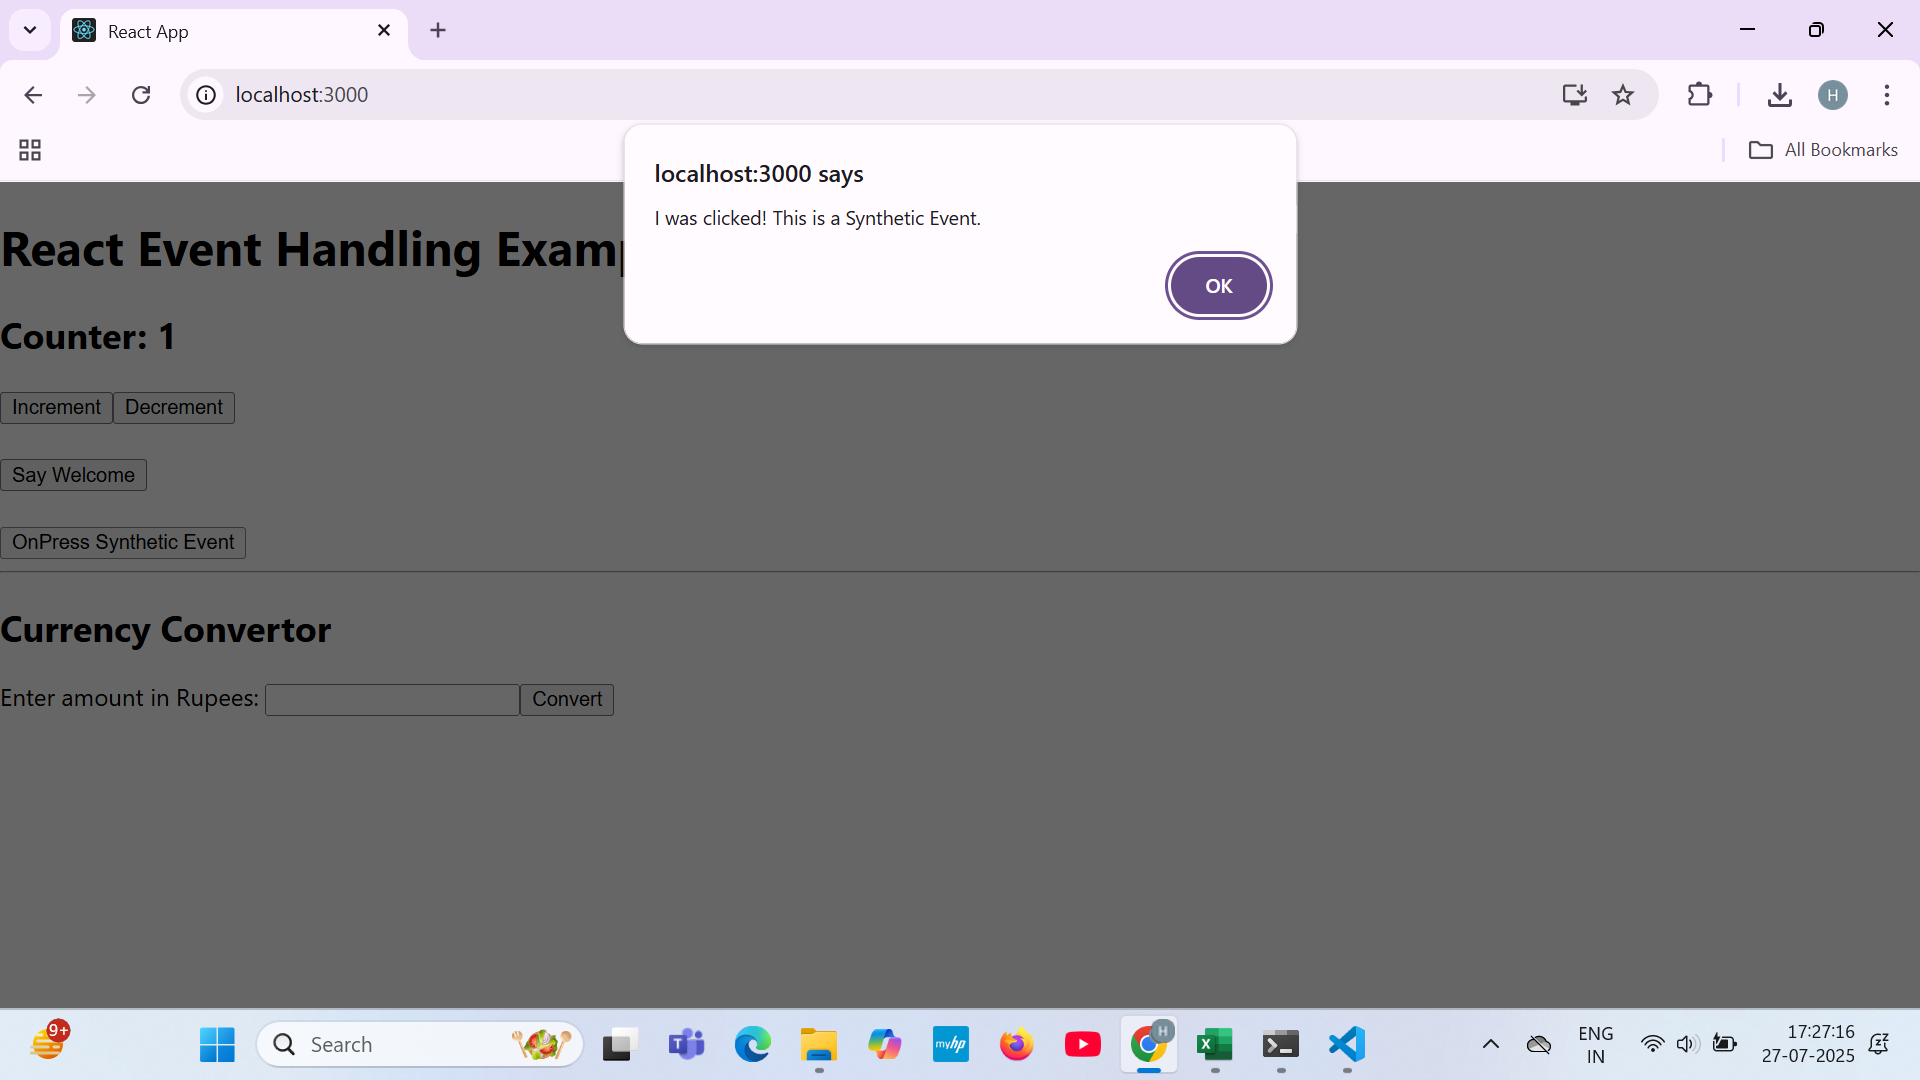 React App
localhost:3000
All Bookmarks
localhost:3000 says
I was clicked! This is a Synthetic Event.
OK
React Event Handling Examp
Counter: 1
Increment Decrement
Say Welcome
OnPress Synthetic Event
Currency Convertor
Enter amount in Rupees: Convert
9+
Search
myhp
H
ENG
IN
17:27:16
27-07-2025